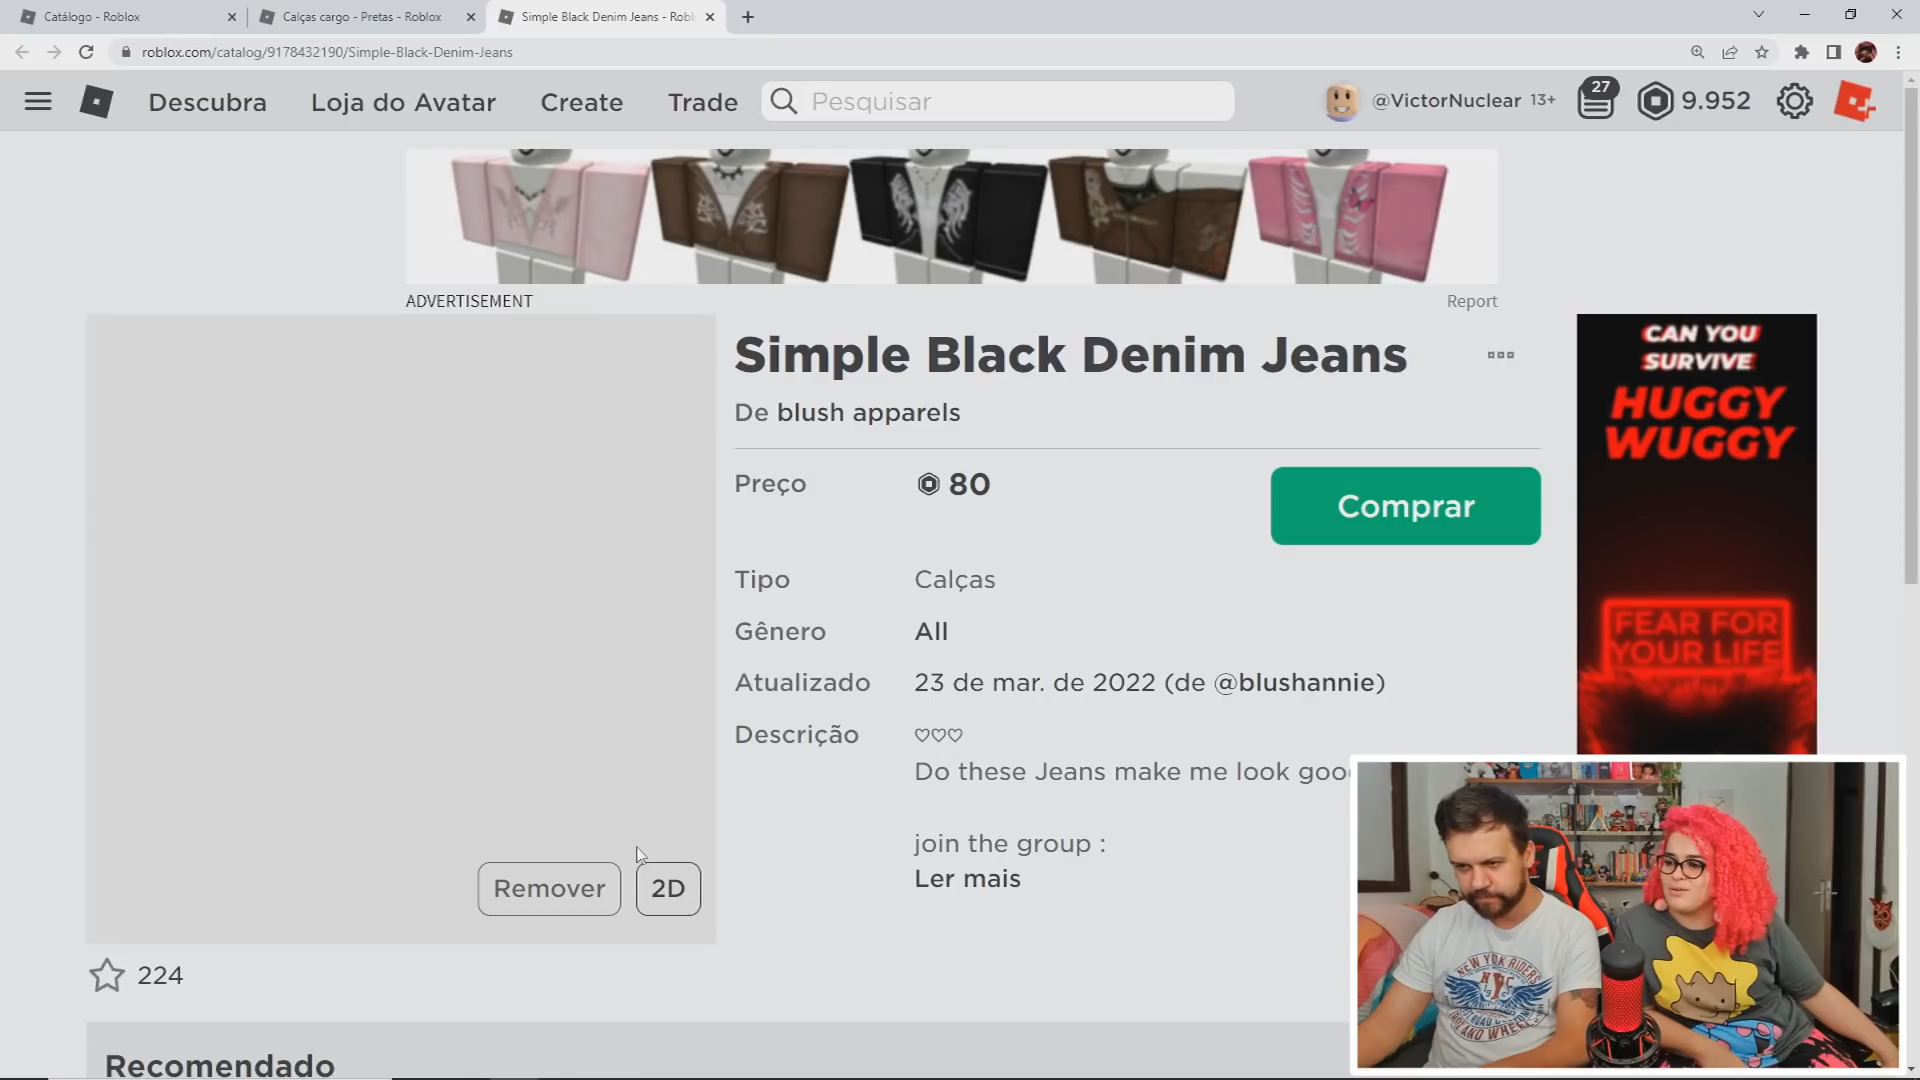 Catálogo - Roblox
Calças cargo - Pretas - Roblox
Simple Black Denim Jeans - Robl
roblox.com/catalog/9178432190/Simple-Black-Denim-Jeans
Descubra
Loja do Avatar
Create
Trade
Pesquisar
@VictorNuclear 13+
27
9.952
ADVERTISEMENT
Report
Simple Black Denim Jeans
De blush apparels
Preço
80
Comprar
Tipo
Calças
Gênero
All
Atualizado
23 de mar. de 2022 (de @blushannie)
Descrição
♡♡♡
Do these Jeans make me look good
join the group :
Ler mais
Remover
2D
224
Recomendado
CAN YOU
SURVIVE
HUGGY
WUGGY
FEAR FOR
YOUR LIFE
NEW YORK RIDERS